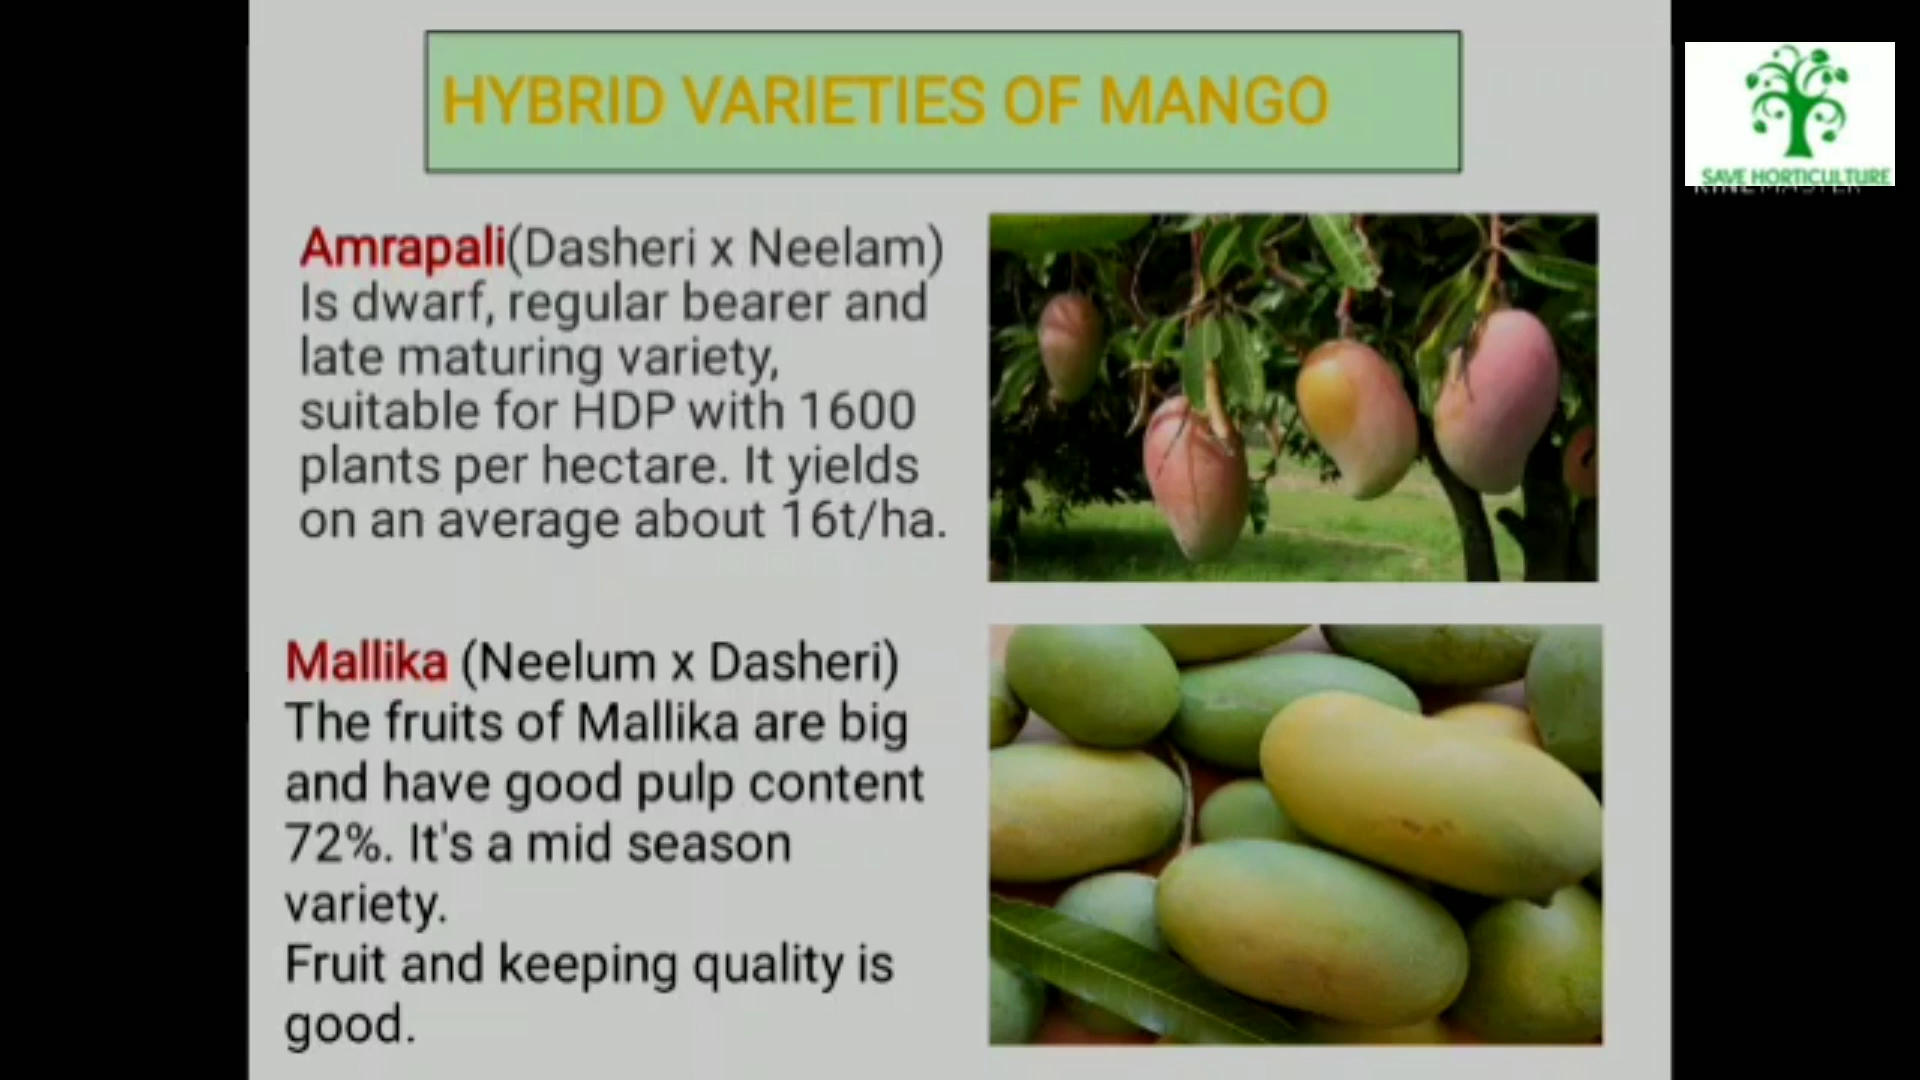 HYBRID VARIETIES OF MANGO
SAVE HORTICULTURE
Amrapali(Dasheri x Neelam)
Is dwarf, regular bearer and
late maturing variety,
suitable for HDP with 1600
plants per hectare. It yields
on an average about 16t/ha.
Mallika (Neelum x Dasheri)
The fruits of Mallika are big
and have good pulp content
72%. It's a mid season
variety.
Fruit and keeping quality is
good.